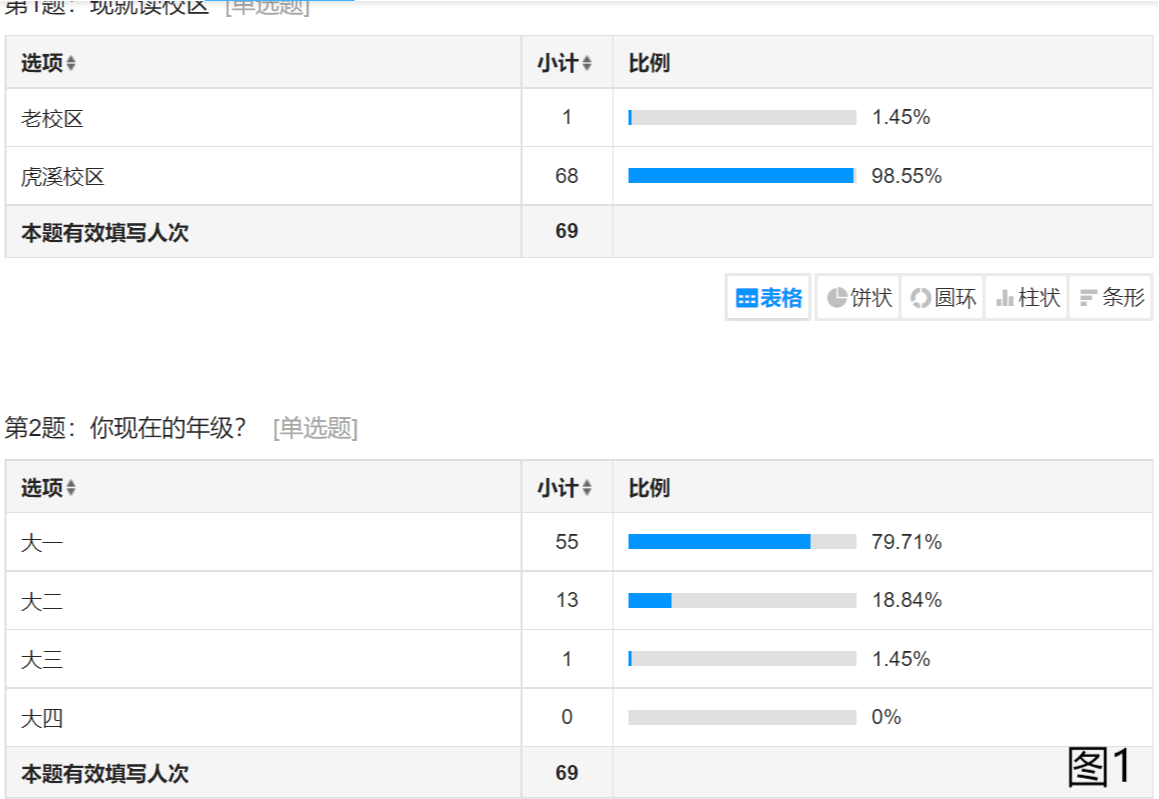 第1题：现就读校区 [单选题]
选项 小计 比例
老校区 1 1.45%
虎溪校区 68 98.55%
本题有效填写人次 69
表格 饼状 圆环 柱状 条形
第2题：你现在的年级？ [单选题]
选项 小计 比例
大一 55 79.71%
大二 13 18.84%
大三 1 1.45%
大四 0 0%
本题有效填写人次 69
图1